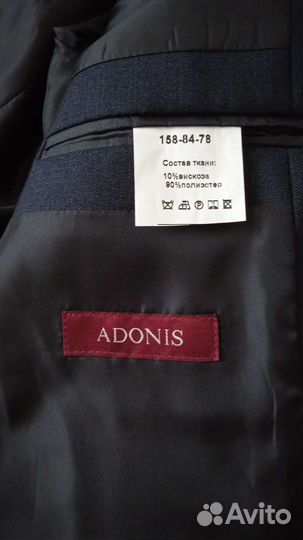 158-84-78
Состав ткани:
10%вискоза
90%полиэстер
ADONIS
Avito